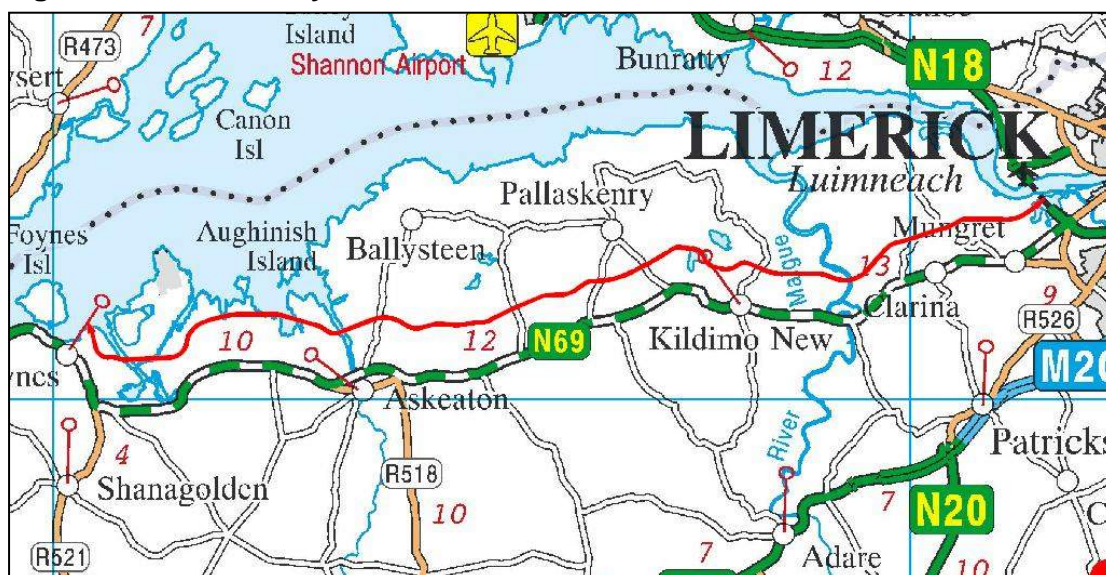 R473
7
Island
Shannon Airport
Bunratty
12
N18
Canon
Isl
LIMERICK
Luimneach
Pallaskenry
Foynes
Isl
Aughinish
Island
Ballysteen
Mungret
Mague
13
Clarina
9
R526
10
12
N69
Kildimo New
M20
Askeaton
River
4
Patricks
Shanagolden
R518
10
7
N20
R521
7
Adare
10